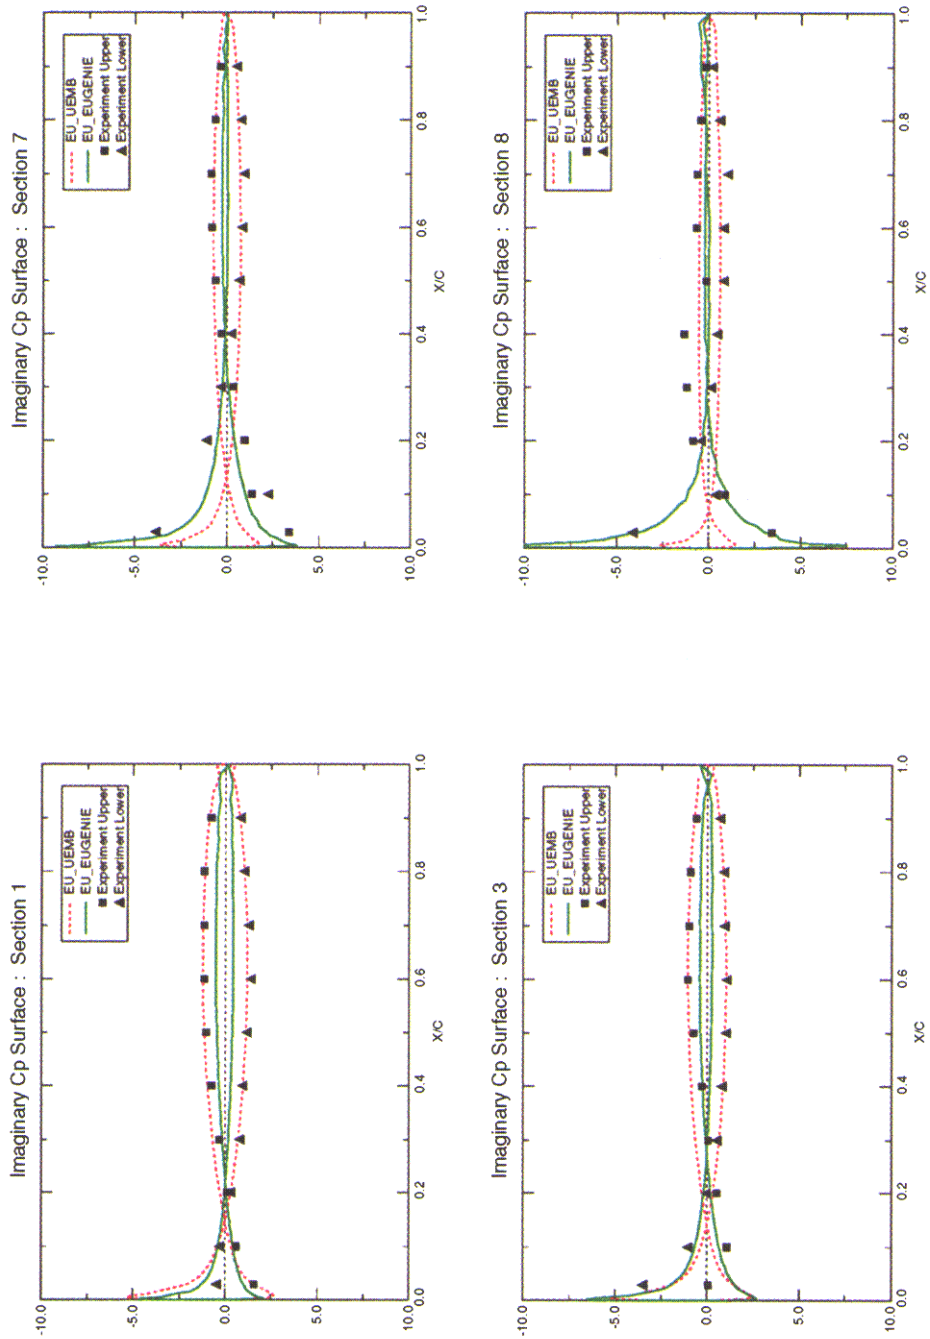 Imaginary Cp Surface : Section 1
EU_UEMB
EU_EUGENIE
Experiment Upper
Experiment Lower
-10.0
-5.0
0.0
5.0
10.0
0.0
0.2
0.4
0.6
0.8
1.0
X/C
Imaginary Cp Surface : Section 7
EU_UEMB
EU_EUGENIE
Experiment Upper
Experiment Lower
-10.0
-5.0
0.0
5.0
10.0
0.0
0.2
0.4
0.6
0.8
1.0
X/C
Imaginary Cp Surface : Section 3
EU_UEMB
EU_EUGENIE
Experiment Upper
Experiment Lower
-10.0
-5.0
0.0
5.0
10.0
0.0
0.2
0.4
0.6
0.8
1.0
X/C
Imaginary Cp Surface : Section 8
EU_UEMB
EU_EUGENIE
Experiment Upper
Experiment Lower
-10.0
-5.0
0.0
5.0
10.0
0.0
0.2
0.4
0.6
0.8
1.0
X/C